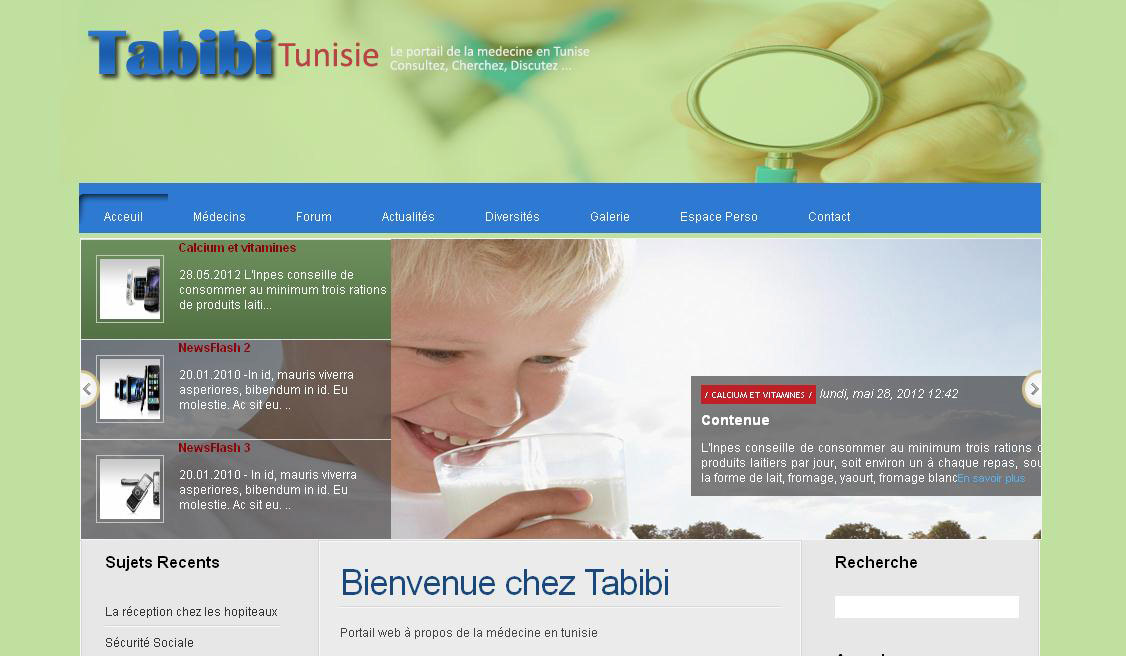 Tabibi Tunisie
Le portail de la medecine en Tunise
Consultez, Cherchez, Discutez ...
Acceuil Médecins Forum Actualités Diversités Galerie Espace Perso Contact
Calcium et vitamines
28.05.2012 L'Inpes conseille de
consommer au minimum trois rations
de produits laiti...
NewsFlash 2
20.01.2010 -In id, mauris viverra
asperiores, bibendum in id. Eu
molestie. Ac sit eu. ..
NewsFlash 3
20.01.2010 - In id, mauris viverra
asperiores, bibendum in id. Eu
molestie. Ac sit eu. ..
/ CALCIUM ET VITAMINES / lundi, mai 28, 2012 12:42
Contenue
L'Inpes conseille de consommer au minimum trois rations
produits laitiers par jour, soit environ un à chaque repas, sou
la forme de lait, fromage, yaourt, fromage blanc En savoir plus
Sujets Recents
La réception chez les hopiteaux
Sécurité Sociale
Bienvenue chez Tabibi
Portail web à propos de la médecine en tunisie
Recherche